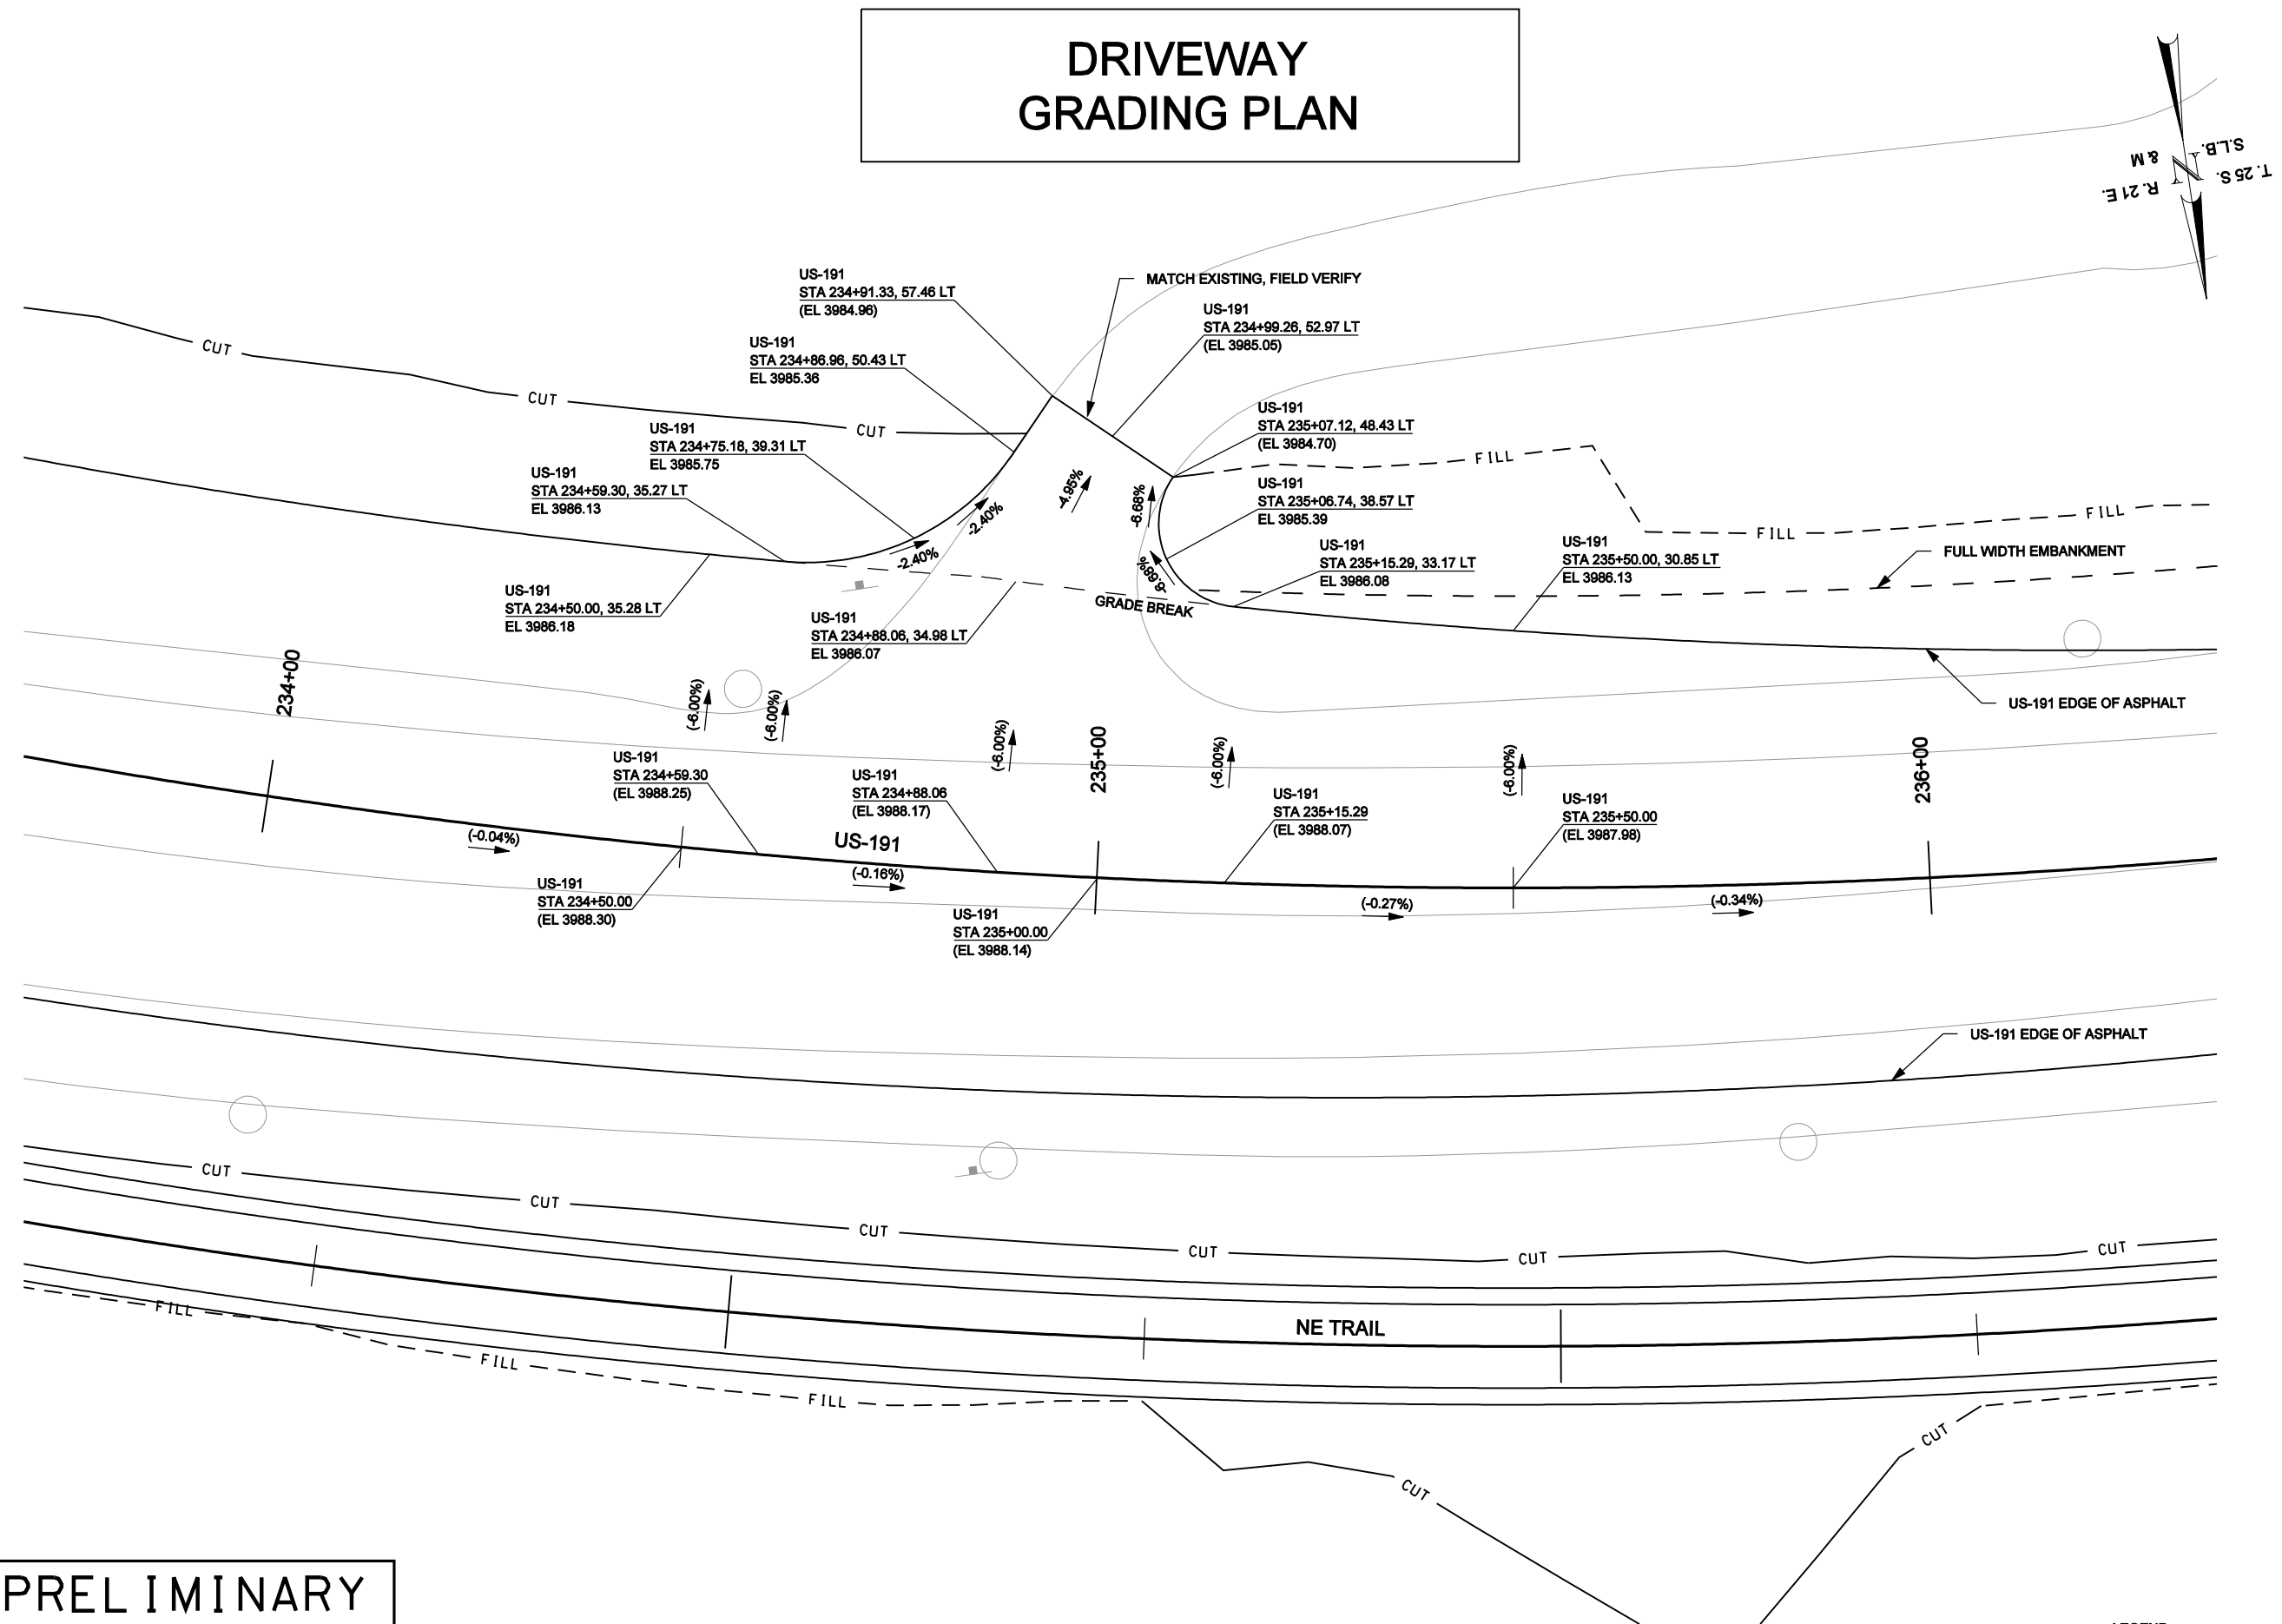 DRIVEWAY
GRADING PLAN
S.L.B.
& M
T. 25 S.
R. 21 E.
N
US-191
STA 234+91.33, 57.46 LT
(EL 3984.96)
MATCH EXISTING, FIELD VERIFY
US-191
STA 234+99.26, 52.97 LT
(EL 3985.05)
US-191
STA 234+86.96, 50.43 LT
EL 3985.36
CUT
CUT
CUT
US-191
STA 234+75.18, 39.31 LT
EL 3985.75
US-191
STA 235+07.12, 48.43 LT
(EL 3984.70)
US-191
STA 234+59.30, 35.27 LT
EL 3986.13
US-191
STA 235+06.74, 38.57 LT
EL 3985.39
FILL
FILL
FILL
-4.95%
-6.68%
-2.40%
-2.40%
-6.68%
US-191
STA 235+15.29, 33.17 LT
EL 3986.08
US-191
STA 235+50.00, 30.85 LT
EL 3986.13
FULL WIDTH EMBANKMENT
US-191
STA 234+50.00, 35.28 LT
EL 3986.18
US-191
STA 234+88.06, 34.98 LT
EL 3986.07
GRADE BREAK
234+00
US-191 EDGE OF ASPHALT
(-6.00%)
(-6.00%)
(-6.00%)
235+00
(-6.00%)
(-6.00%)
236+00
US-191
STA 234+59.30
(EL 3988.25)
US-191
STA 234+88.06
(EL 3988.17)
US-191
STA 235+15.29
(EL 3988.07)
US-191
STA 235+50.00
(EL 3987.98)
(-0.04%)
US-191
(-0.16%)
(-0.27%)
(-0.34%)
US-191
STA 234+50.00
(EL 3988.30)
US-191
STA 235+00.00
(EL 3988.14)
US-191 EDGE OF ASPHALT
CUT
CUT
CUT
CUT
CUT
CUT
FILL
FILL
FILL
NE TRAIL
CUT
CUT
PRELIMINARY